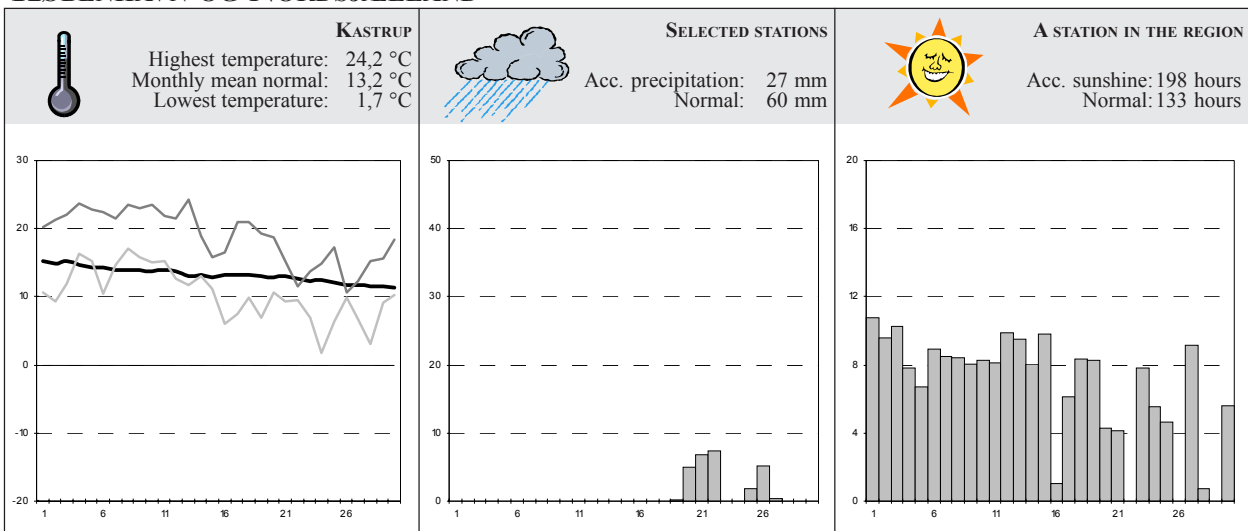 KASTRUP
Highest temperature: 24,2 °C
Monthly mean normal: 13,2 °C
Lowest temperature: 1,7 °C
SELECTED STATIONS
Acc. precipitation: 27 mm
Normal: 60 mm
A STATION IN THE REGION
Acc. sunshine: 198 hours
Normal: 133 hours
30
20
10
0
-10
-20
1 6 11 16 21 26
50
40
30
20
10
0
1 6 11 16 21 26
20
16
12
8
4
0
1 6 11 16 21 26